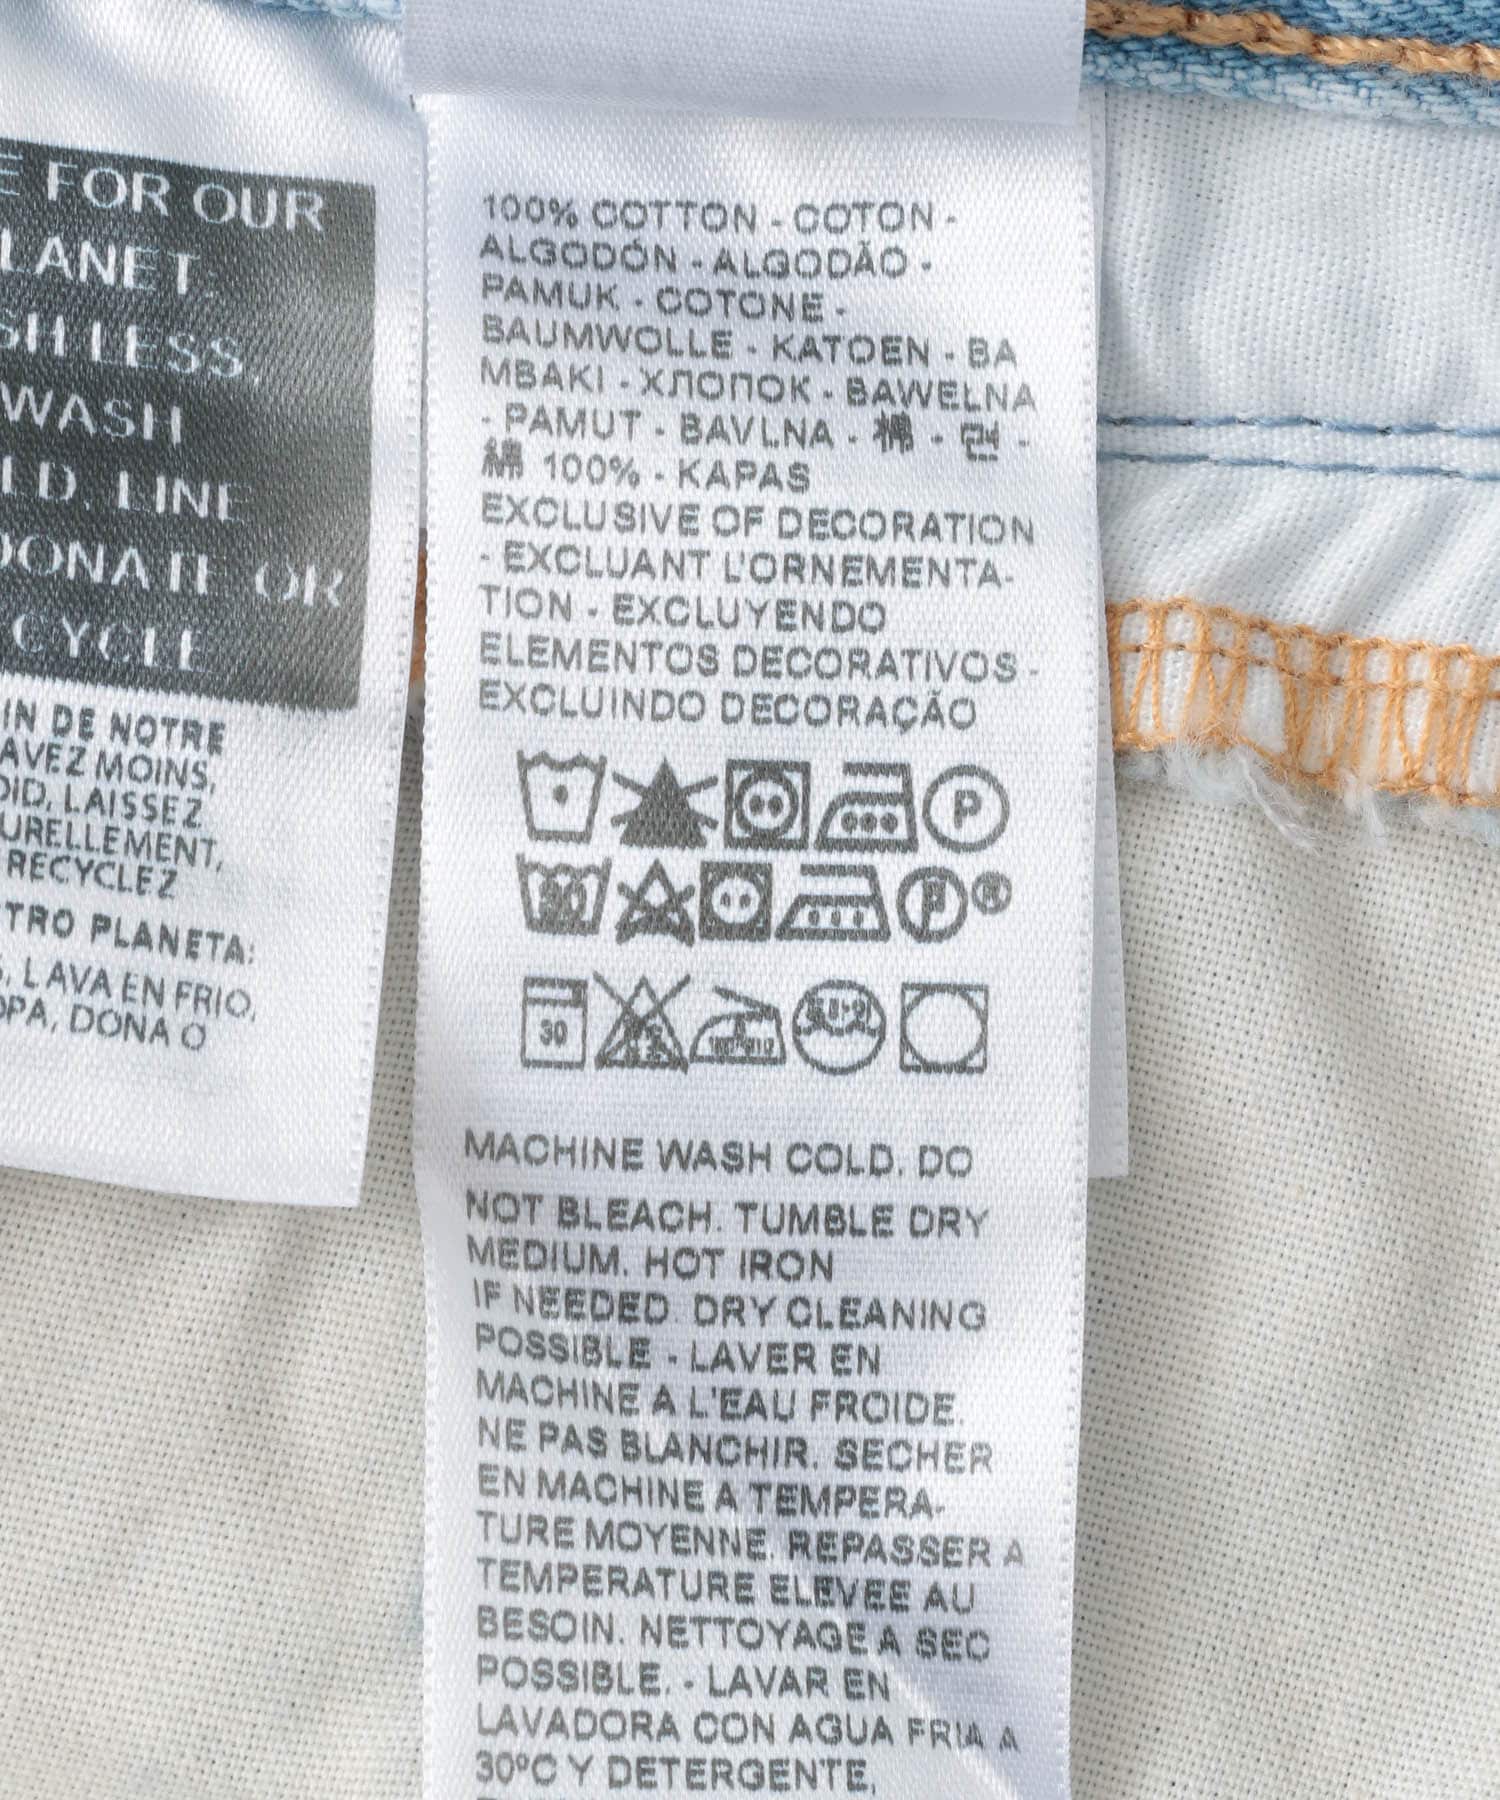 E FOR OUR
LANET:
SH LESS,
WASH
LD, LINE
DONATE OR
CYCLE
IN DE NOTRE
AVEZ MOINS,
OID, LAISSEZ
URELLEMENT,
RECYCLEZ
TRO PLANETA:
, LAVA EN FRIO,
OPA, DONA O
100% COTTON - COTON -
ALGODÓN - ALGODÃO -
PAMUK - COTONE -
BAUMWOLLE - KATOEN - BA
MBAKI - ХЛОПОК - BAWEŁNA
- PAMUT - BAVLNA - 棉 - 면 -
綿 100% - KAPAS
EXCLUSIVE OF DECORATION
- EXCLUANT L'ORNEMENTA-
TION - EXCLUYENDO
ELEMENTOS DECORATIVOS -
EXCLUINDO DECORAÇÃO
P
P ®
30
MACHINE WASH COLD. DO
NOT BLEACH. TUMBLE DRY
MEDIUM. HOT IRON
IF NEEDED. DRY CLEANING
POSSIBLE - LAVER EN
MACHINE A L'EAU FROIDE.
NE PAS BLANCHIR. SECHER
EN MACHINE A TEMPERA-
TURE MOYENNE. REPASSER A
TEMPERATURE ELEVEE AU
BESOIN. NETTOYAGE A SEC
POSSIBLE. - LAVAR EN
LAVADORA CON AGUA FRIA A
30ºC Y DETERGENTE,